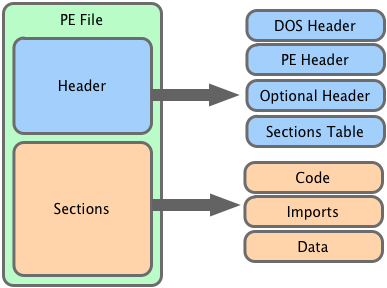 PE File
Header
Sections
DOS Header
PE Header
Optional Header
Sections Table
Code
Imports
Data